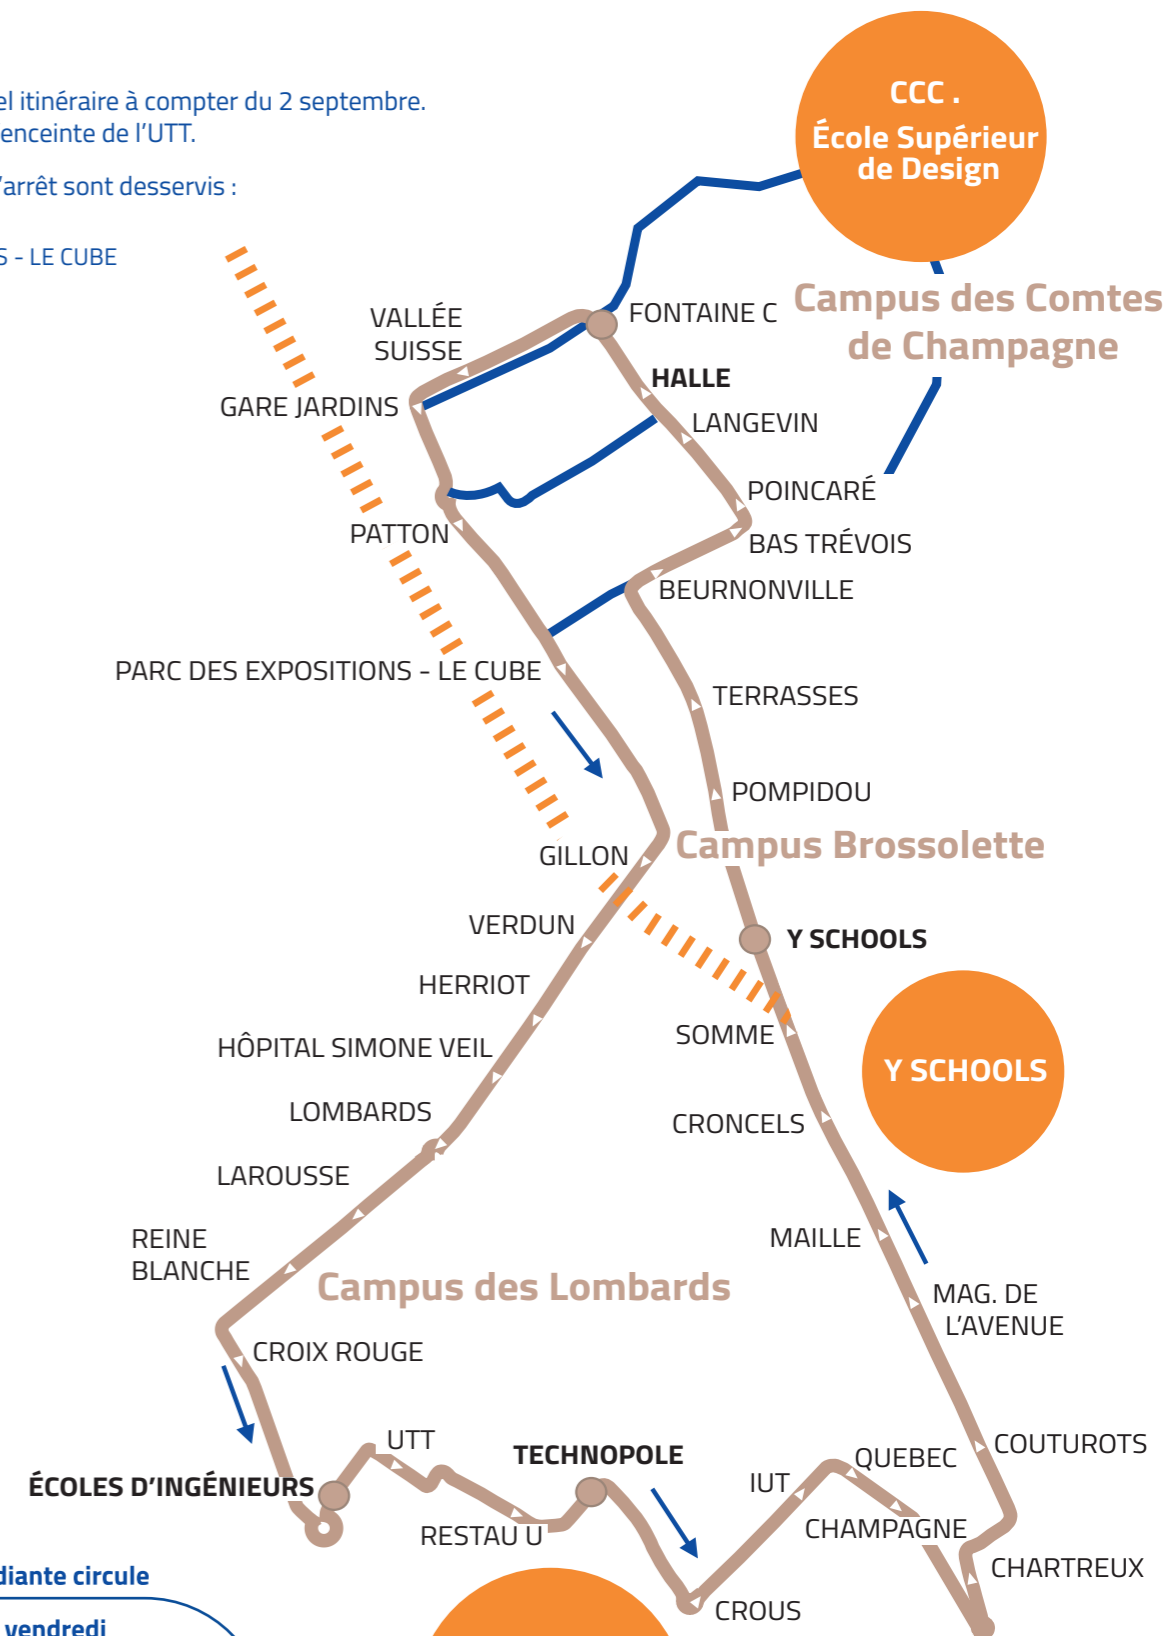 el itinéraire à compter du 2 septembre.
enceinte de l’UTT.
’arrêt sont desservis :
S - LE CUBE
CCC .
École Supérieur
de Design
Campus des Comtes
de Champagne
FONTAINE C
VALLÉE
SUISSE
HALLE
GARE JARDINS
LANGEVIN
POINCARÉ
PATTON
BAS TRÉVOIS
BEURNONVILLE
PARC DES EXPOSITIONS - LE CUBE
TERRASSES
POMPIDOU
Campus Brossolette
GILLON
VERDUN
Y SCHOOLS
HERRIOT
SOMME
HÔPITAL SIMONE VEIL
Y SCHOOLS
LOMBARDS
CRONCELS
LAROUSSE
REINE
BLANCHE
MAILLE
Campus des Lombards
MAG. DE
L’AVENUE
CROIX ROUGE
UTT
TECHNOPOLE
COUTUROTS
QUEBEC
IUT
ÉCOLES D’INGÉNIEURS
RESTAU U
CHAMPAGNE
CHARTREUX
CROUS
diante circule
vendredi